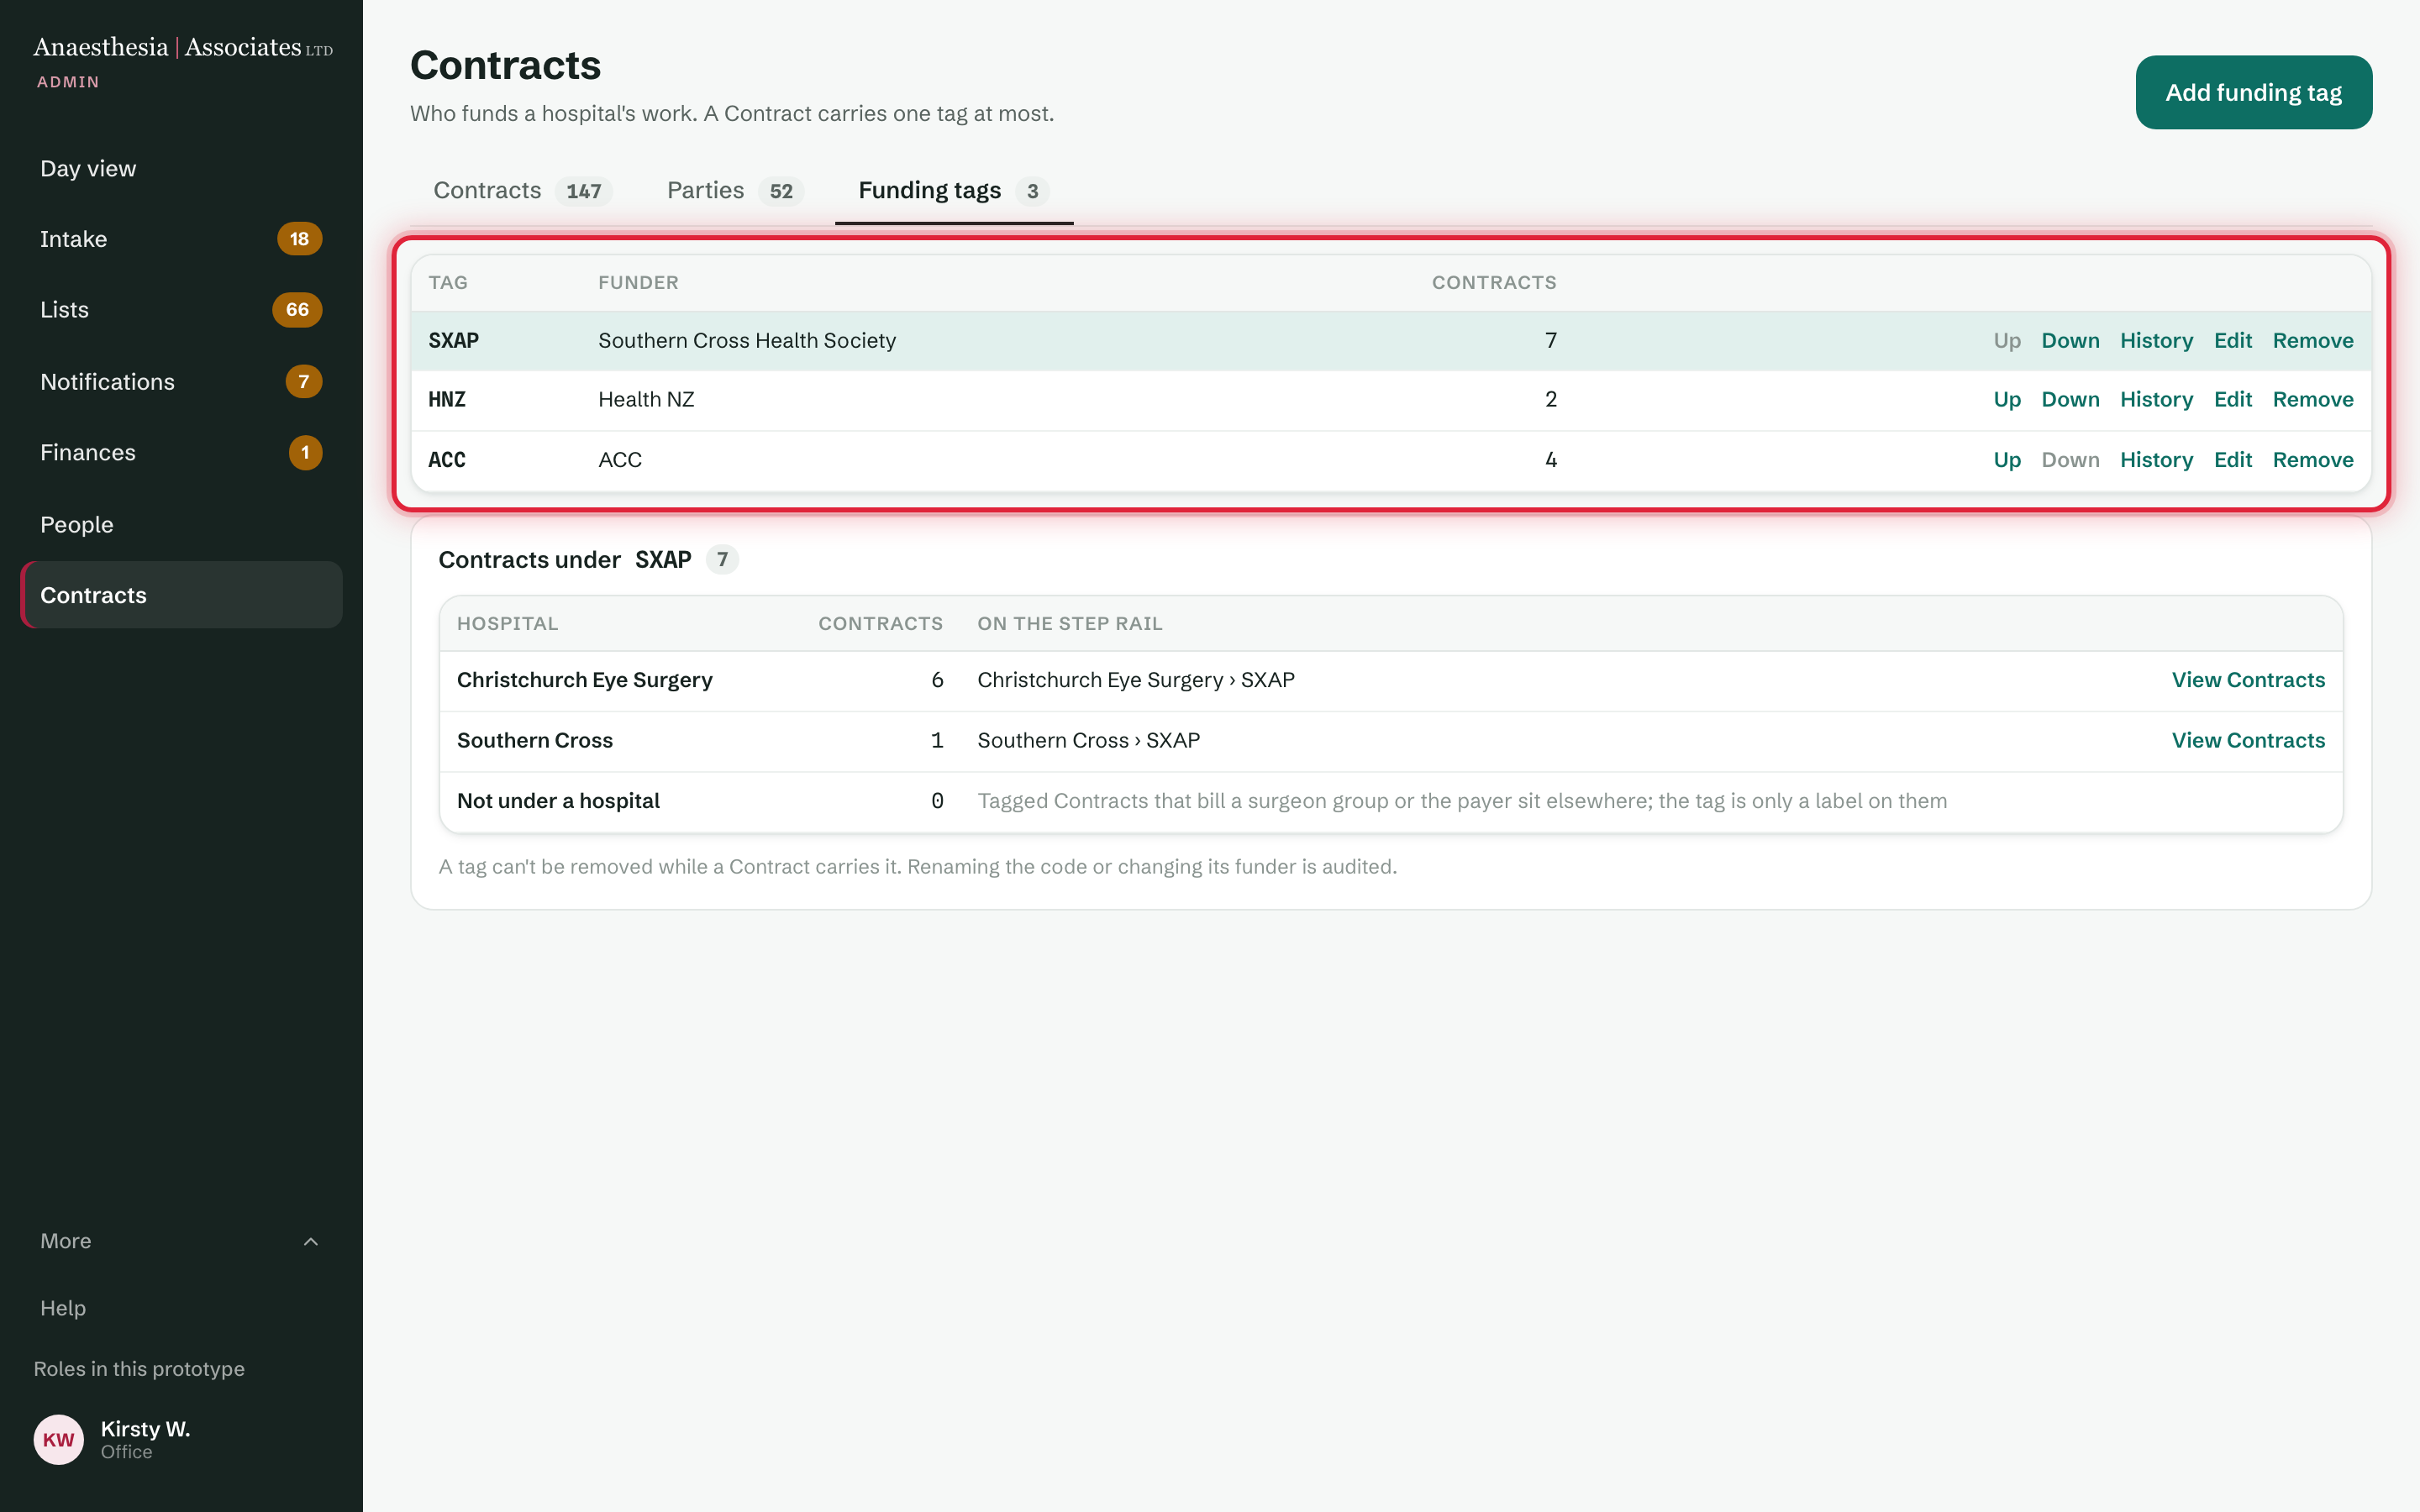 Anaesthesia | Associates LTD
ADMIN
Day view
Intake 18
Lists 66
Notifications 7
Finances 1
People
Contracts
More
Help
Roles in this prototype
KW
Kirsty W.
Office
Contracts
Who funds a hospital's work. A Contract carries one tag at most.
Add funding tag
Contracts 147 Parties 52 Funding tags 3
TAG FUNDER CONTRACTS
SXAP Southern Cross Health Society 7 Up Down History Edit Remove
HNZ Health NZ 2 Up Down History Edit Remove
ACC ACC 4 Up Down History Edit Remove
Contracts under SXAP 7
HOSPITAL CONTRACTS ON THE STEP RAIL
Christchurch Eye Surgery 6 Christchurch Eye Surgery › SXAP View Contracts
Southern Cross 1 Southern Cross › SXAP View Contracts
Not under a hospital 0 Tagged Contracts that bill a surgeon group or the payer sit elsewhere; the tag is only a label on them
A tag can't be removed while a Contract carries it. Renaming the code or changing its funder is audited.